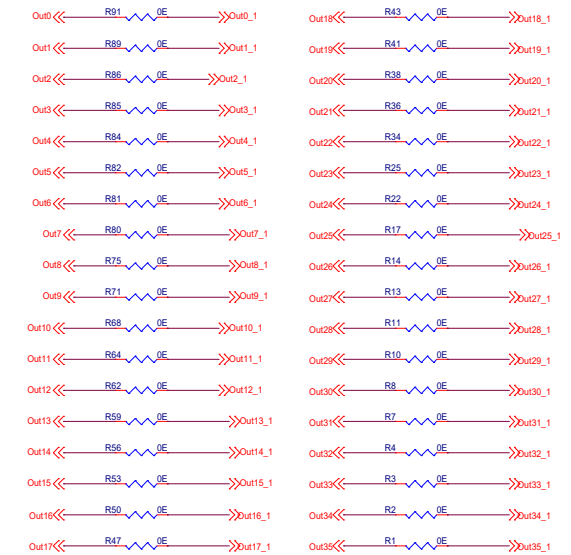 Out0 R91 0E Out0_1
Out1 R89 0E Out1_1
Out2 R86 0E Out2_1
Out3 R85 0E Out3_1
Out4 R84 0E Out4_1
Out5 R82 0E Out5_1
Out6 R81 0E Out6_1
Out7 R80 0E Out7_1
Out8 R75 0E Out8_1
Out9 R71 0E Out9_1
Out10 R68 0E Out10_1
Out11 R64 0E Out11_1
Out12 R62 0E Out12_1
Out13 R59 0E Out13_1
Out14 R56 0E Out14_1
Out15 R53 0E Out15_1
Out16 R50 0E Out16_1
Out17 R47 0E Out17_1
Out18 R43 0E Out18_1
Out19 R41 0E Out19_1
Out20 R38 0E Out20_1
Out21 R36 0E Out21_1
Out22 R34 0E Out22_1
Out23 R25 0E Out23_1
Out24 R22 0E Out24_1
Out25 R17 0E Out25_1
Out26 R14 0E Out26_1
Out27 R13 0E Out27_1
Out28 R11 0E Out28_1
Out29 R10 0E Out29_1
Out30 R8 0E Out30_1
Out31 R7 0E Out31_1
Out32 R4 0E Out32_1
Out33 R3 0E Out33_1
Out34 R2 0E Out34_1
Out35 R1 0E Out35_1